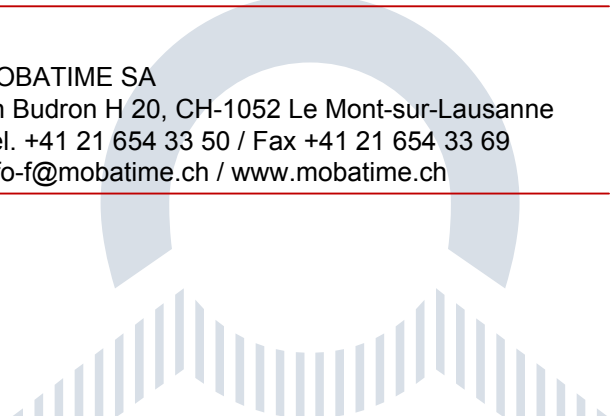 OBATIME SA
n Budron H 20, CH-1052 Le Mont-sur-Lausanne
el. +41 21 654 33 50 / Fax +41 21 654 33 69
fo-f@mobatime.ch / www.mobatime.ch